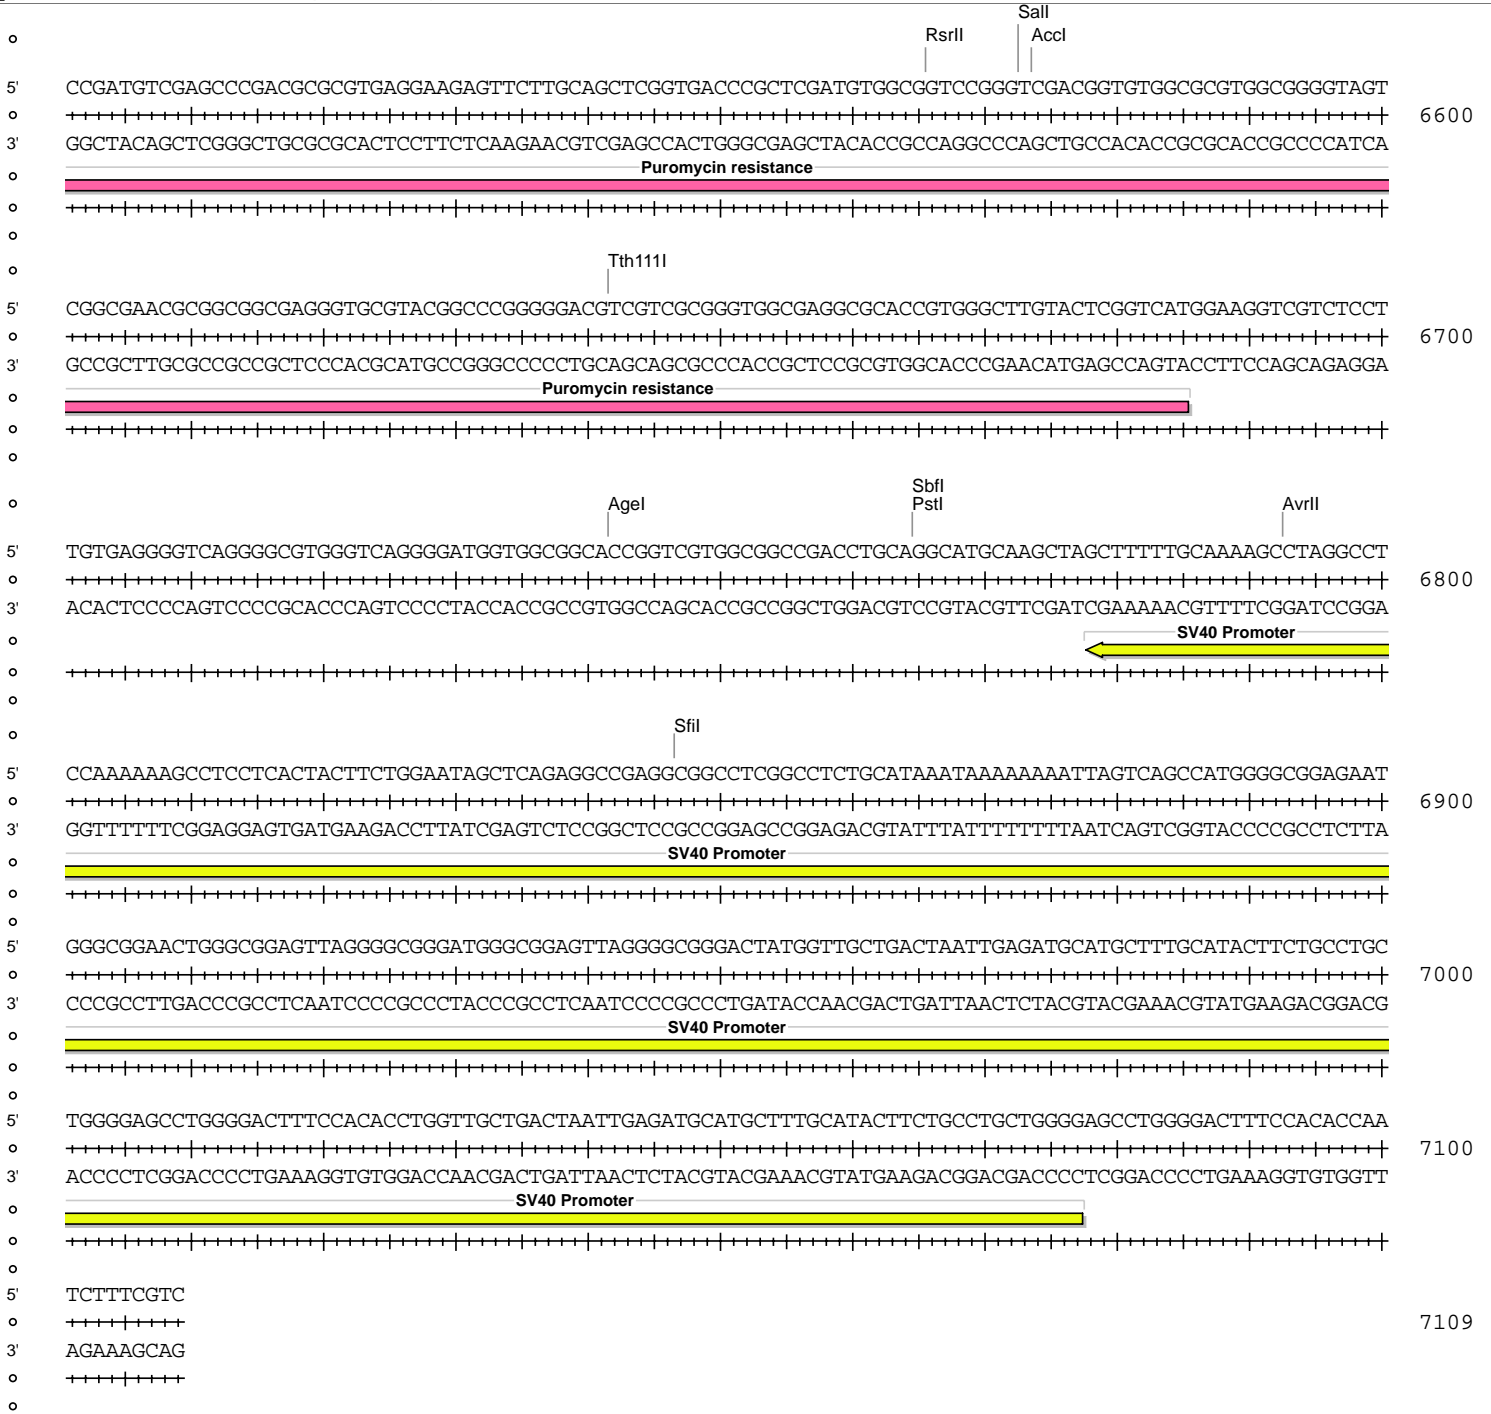 SalI
RsrII AccI
5' CCGATGTCGAGCCCGACGCGCGTGAGGAAGAGTTCTTGCAGCTCGGTGACCCGCTCGATGTGGCGGTCCGGGTCGACGGTGTGGCGCGTGGCGGGGTAGT
6600
3' GGCTACAGCTCGGGCTGCGCGCACTCCTTCTCAAGAACGTCGAGCCACTGGGCGAGCTACACCGCCAGGCCCAGCTGCCACACCGCGCACCGCCCCATCA
Puromycin resistance
Tth111I
5' CGGCGAACGCGGCGGCGAGGGTGCGTACGGCCCGGGGGACGTCGTCGCGGGTGGCGAGGCGCACCGTGGGCTTGTACTCGGTCATGGAAGGTCGTCTCCT
6700
3' GCCGCTTGCGCCGCCGCTCCCACGCATGCCGGGCCCCCTGCAGCAGCGCCCACCGCTCCGCGTGGCACCCGAACATGAGCCAGTACCTTCCAGCAGAGGA
Puromycin resistance
SbfI
AgeI PstI AvrII
5' TGTGAGGGGTCAGGGGCGTGGGTCAGGGGATGGTGGCGGCACCGGTCGTGGCGGCCGACCTGCAGGCATGCAAGCTAGCTTTTTGCAAAAGCCTAGGCCT
6800
3' ACACTCCCCAGTCCCCGCACCCAGTCCCCTACCACCGCCGTGGCCAGCACCGCCGGCTGGACGTCCGTACGTTCGATCGAAAAACGTTTTCGGATCCGGA
SV40 Promoter
SfiI
5' CCAAAAAAGCCTCCTCACTACTTCTGGAATAGCTCAGAGGCCGAGGCGGCCTCGGCCTCTGCATAAATAAAAAAAATTAGTCAGCCATGGGGCGGAGAAT
6900
3' GGTTTTTTCGGAGGAGTGATGAAGACCTTATCGAGTCTCCGGCTCCGCCGGAGCCGGAGACGTATTTATTTTTTTTAATCAGTCGGTACCCCGCCTCTTA
SV40 Promoter
5' GGGCGGAACTGGGCGGAGTTAGGGGCGGGATGGGCGGAGTTAGGGGCGGGACTATGGTTGCTGACTAATTGAGATGCATGCTTTGCATACTTCTGCCTGC
7000
3' CCCGCCTTGACCCGCCTCAATCCCCGCCCTACCCGCCTCAATCCCCGCCCTGATACCAACGACTGATTAACTCTACGTACGAAACGTATGAAGACGGACG
SV40 Promoter
5' TGGGGAGCCTGGGGACTTTCCACACCTGGTTGCTGACTAATTGAGATGCATGCTTTGCATACTTCTGCCTGCTGGGGAGCCTGGGGACTTTCCACACCAA
7100
3' ACCCCTCGGACCCCTGAAAGGTGTGGACCAACGACTGATTAACTCTACGTACGAAACGTATGAAGACGGACGACCCCTCGGACCCCTGAAAGGTGTGGTT
SV40 Promoter
5' TCTTTCGTC
7109
3' AGAAAGCAG